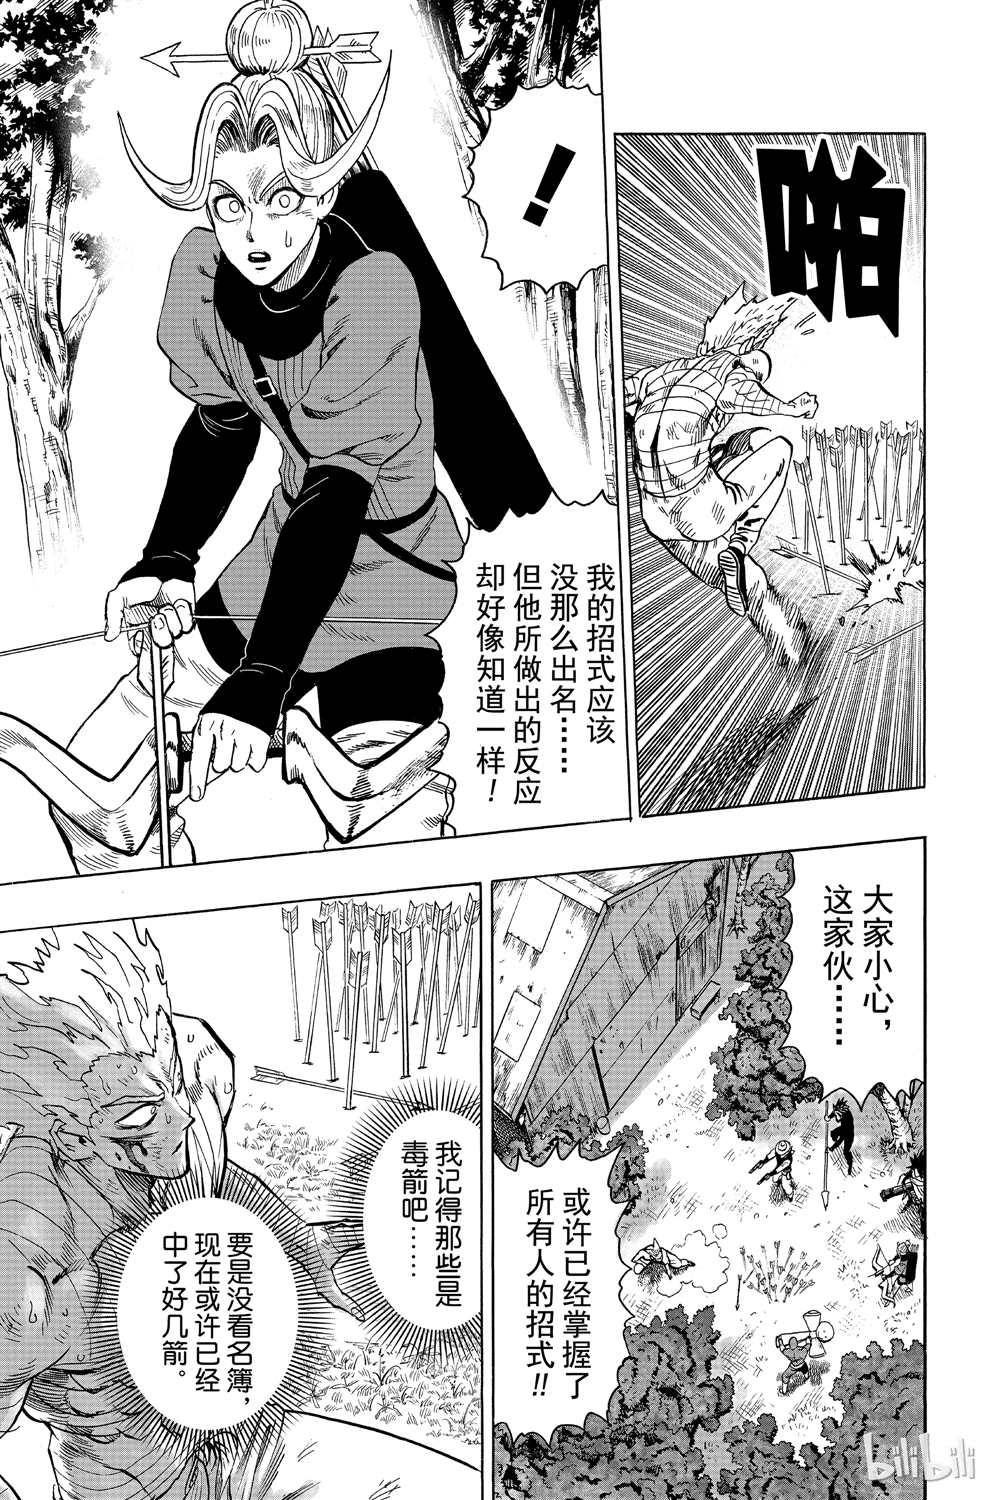 啪
！
我的招式应该
没那么出名……
但他所做出的反应
却好像知道一样！
大家小心，
这家伙……
或许已经掌握了
所有人的招式！！
我记得那些是
毒箭吧……
要是没看名簿，
现在或许已经
中了好几箭。
bilibili